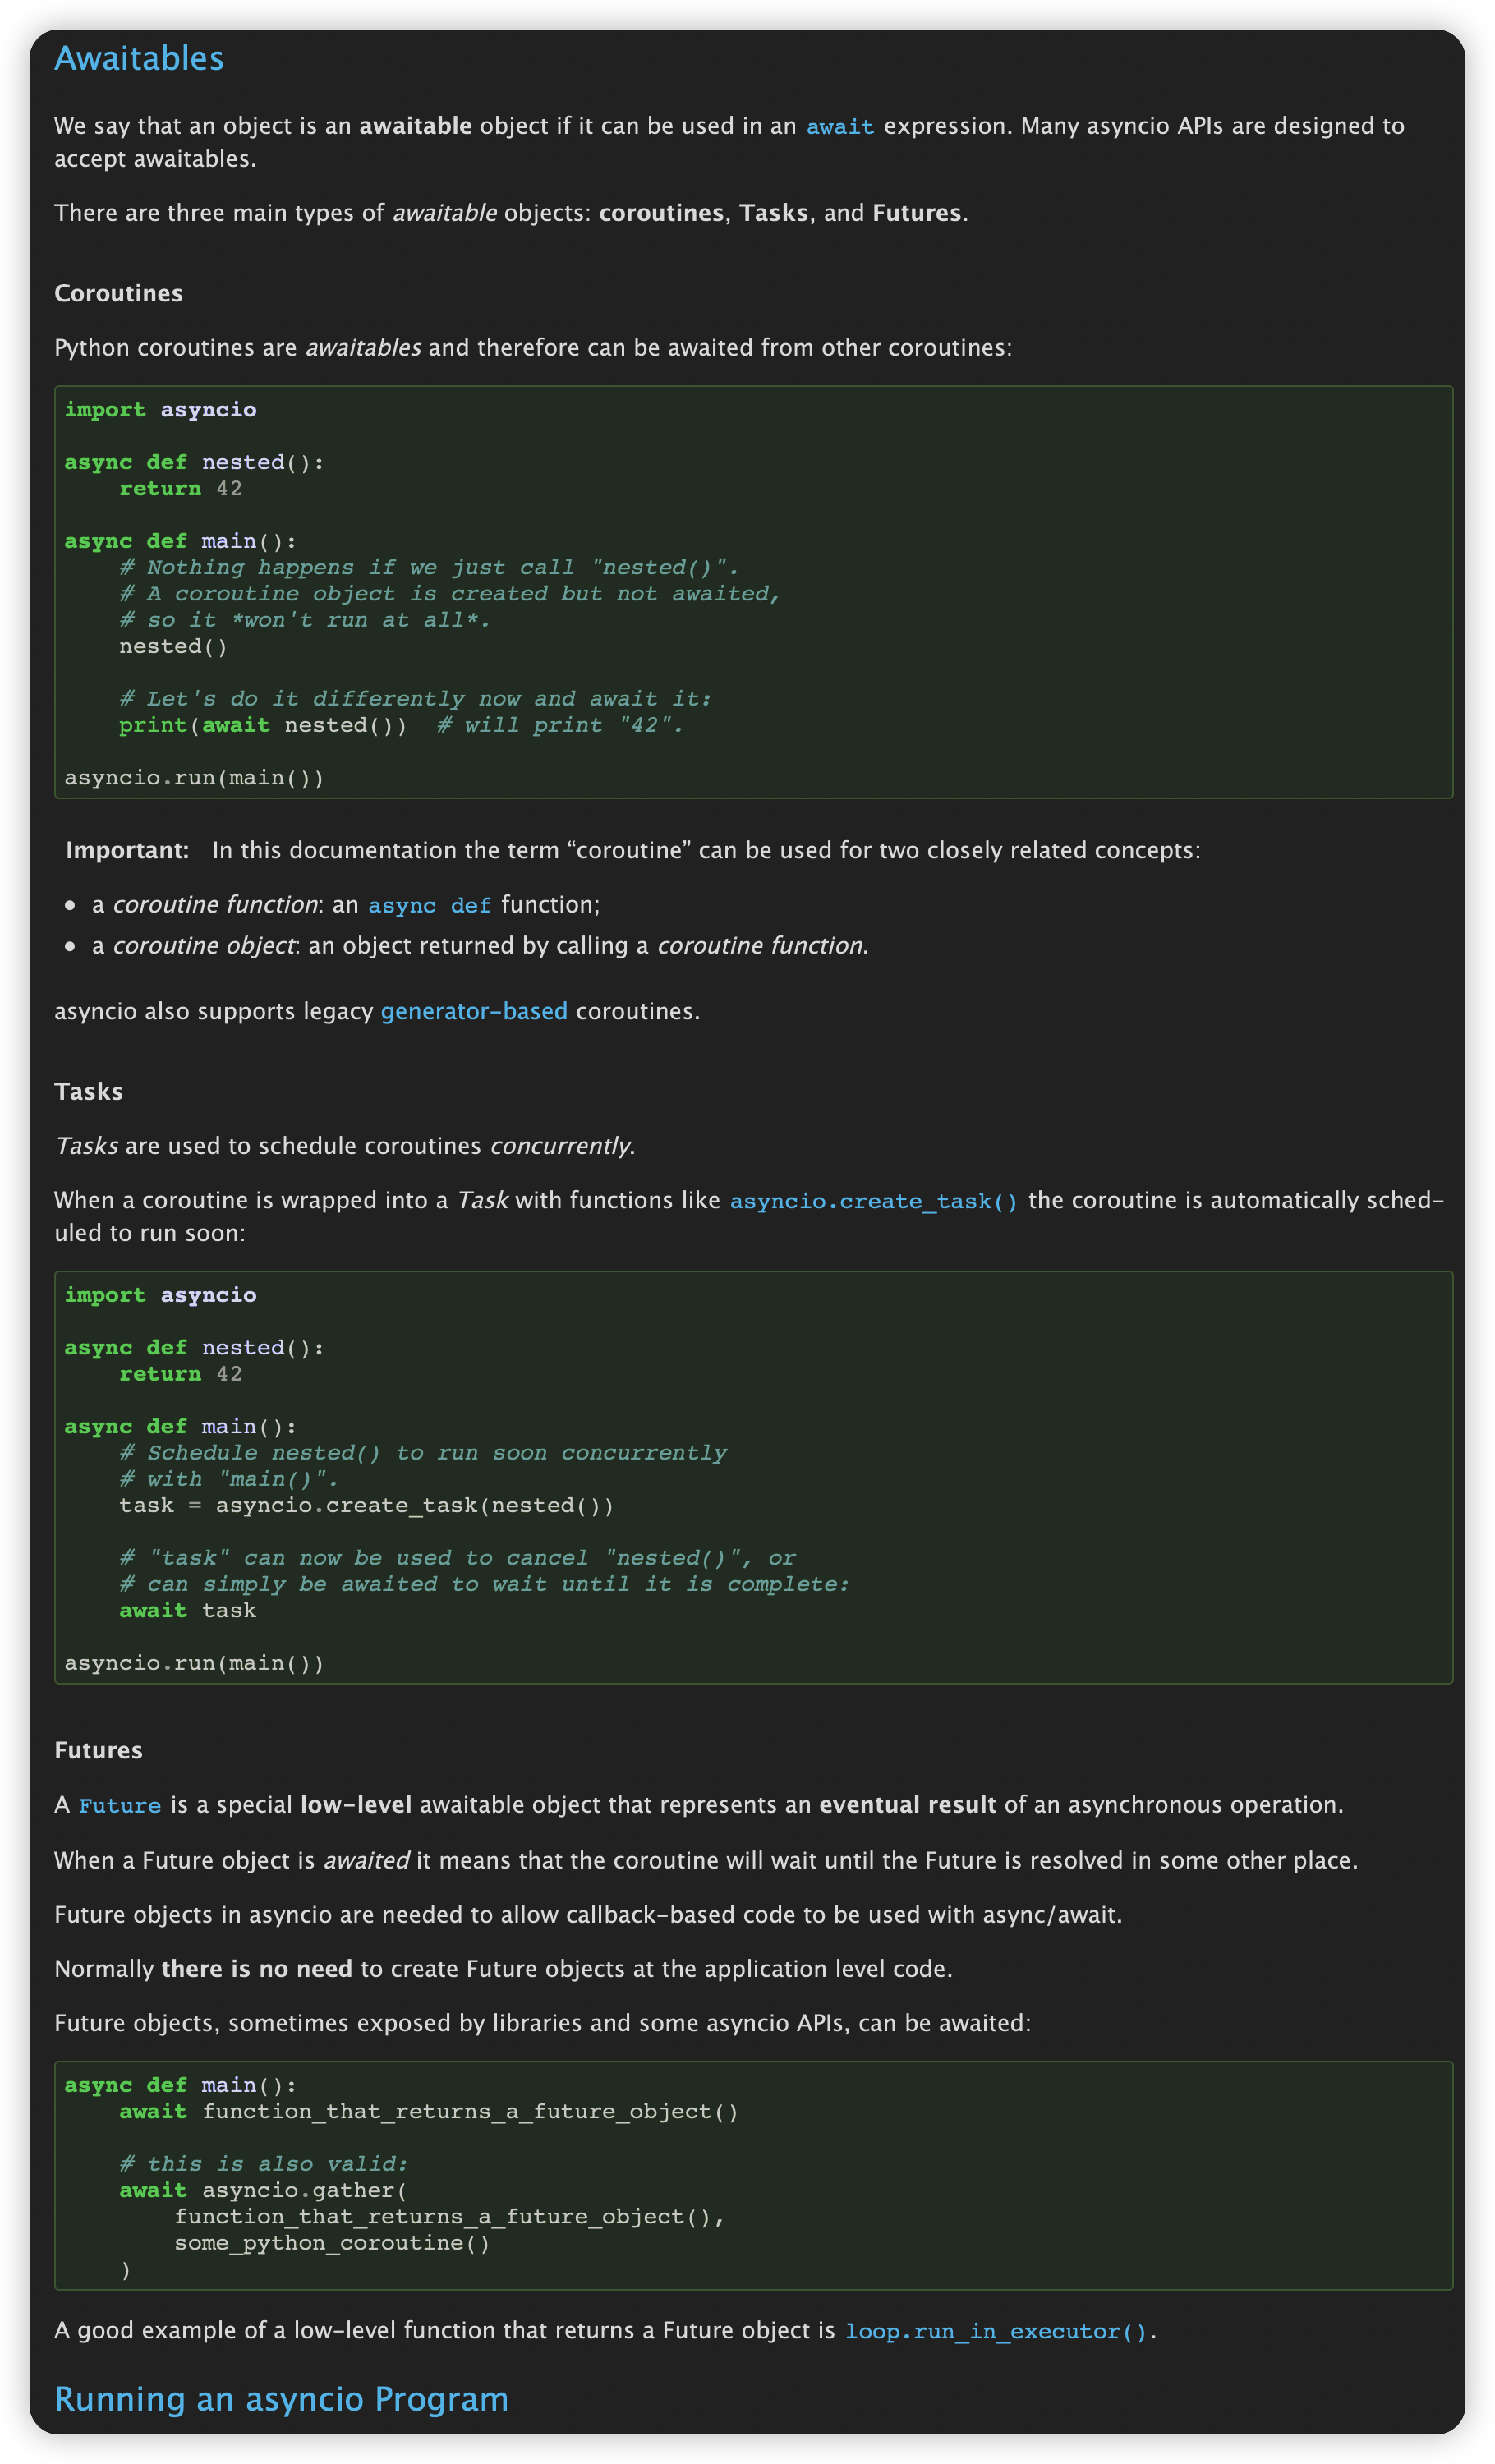 Awaitables
We say that an object is an awaitable object if it can be used in an await expression. Many asyncio APIs are designed to
accept awaitables.
There are three main types of awaitable objects: coroutines, Tasks, and Futures.
Coroutines
Python coroutines are awaitables and therefore can be awaited from other coroutines:
import asyncio
async def nested():
    return 42
async def main():
    # Nothing happens if we just call "nested()".
    # A coroutine object is created but not awaited,
    # so it *won't run at all*.
    nested()
    # Let's do it differently now and await it:
    print(await nested())  # will print "42".
asyncio.run(main())
Important: In this documentation the term “coroutine” can be used for two closely related concepts:
• a coroutine function: an async def function;
• a coroutine object: an object returned by calling a coroutine function.
asyncio also supports legacy generator-based coroutines.
Tasks
Tasks are used to schedule coroutines concurrently.
When a coroutine is wrapped into a Task with functions like asyncio.create_task() the coroutine is automatically sched-
uled to run soon:
import asyncio
async def nested():
    return 42
async def main():
    # Schedule nested() to run soon concurrently
    # with "main()".
    task = asyncio.create_task(nested())
    # "task" can now be used to cancel "nested()", or
    # can simply be awaited to wait until it is complete:
    await task
asyncio.run(main())
Futures
A Future is a special low-level awaitable object that represents an eventual result of an asynchronous operation.
When a Future object is awaited it means that the coroutine will wait until the Future is resolved in some other place.
Future objects in asyncio are needed to allow callback-based code to be used with async/await.
Normally there is no need to create Future objects at the application level code.
Future objects, sometimes exposed by libraries and some asyncio APIs, can be awaited:
async def main():
    await function_that_returns_a_future_object()
    # this is also valid:
    await asyncio.gather(
        function_that_returns_a_future_object(),
        some_python_coroutine()
    )
A good example of a low-level function that returns a Future object is loop.run_in_executor().
Running an asyncio Program